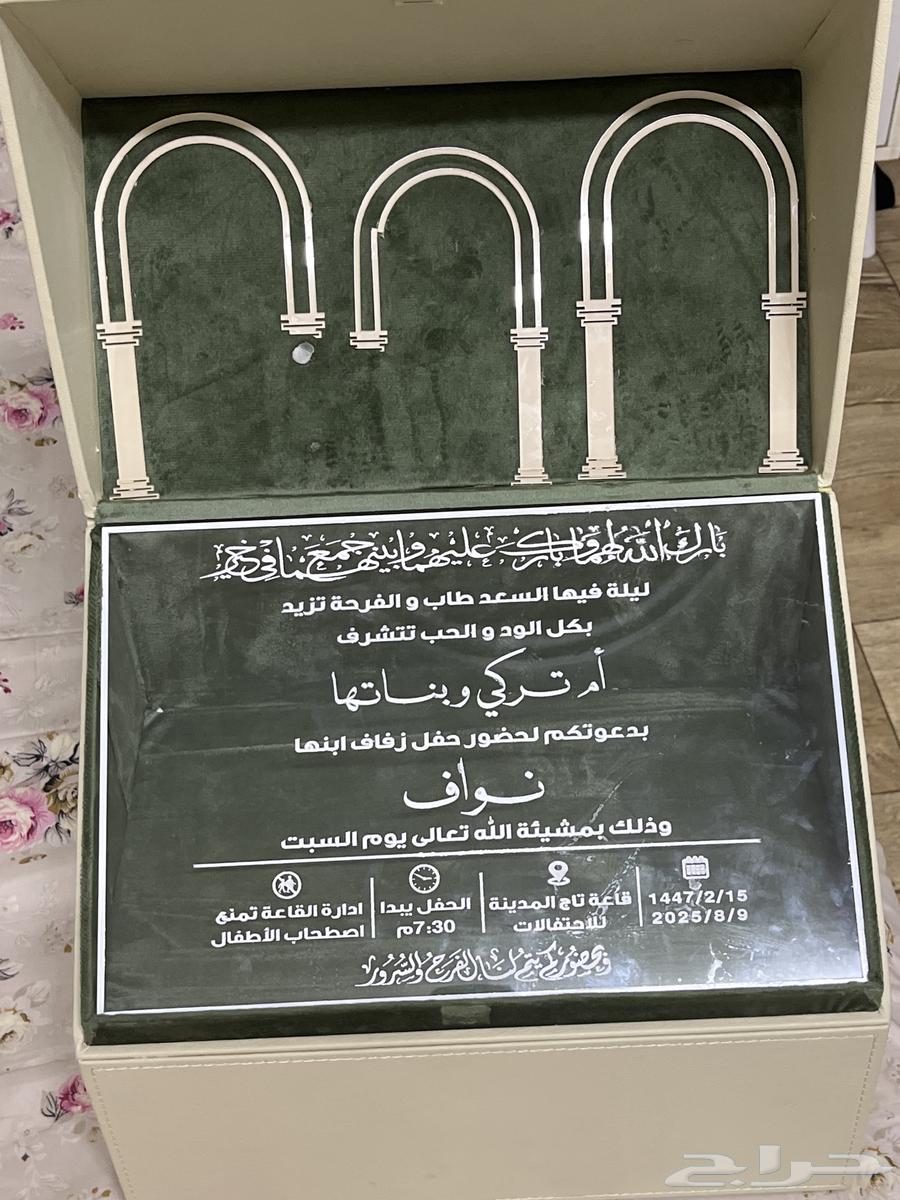 بارك الله لهما وبارك عليهما وجمع بينهما في خير
ليلة فيها السعد طاب و الفرحة تزيد
بكل الود و الحب تتشرف
أم تركي وبناتها
بدعوتكم لحضور حفل زفاف ابنها
نواف
وذلك بمشيئة الله تعالى يوم السبت
1447/2/15
2025/8/9
قاعة تاج المدينة
للاحتفالات
الحفل يبدا
7:30م
ادارة القاعة تمنع
اصطحاب الأطفال
وبحضوركم يتم لنا الفرح والسرور
حراج